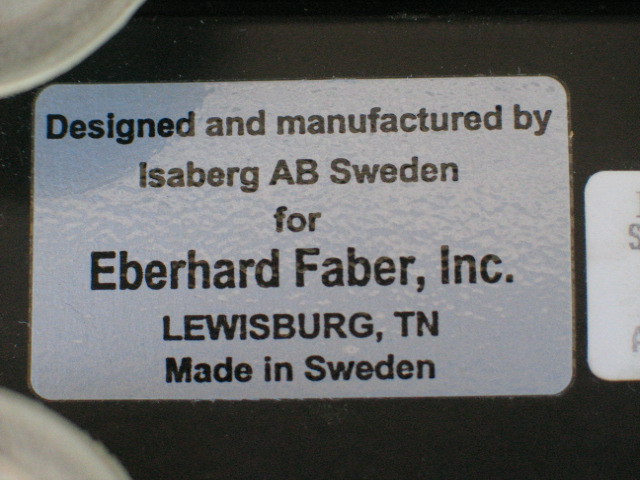 Designed and manufactured by
Isaberg AB Sweden
for
Eberhard Faber, Inc.
LEWISBURG, TN
Made in Sweden